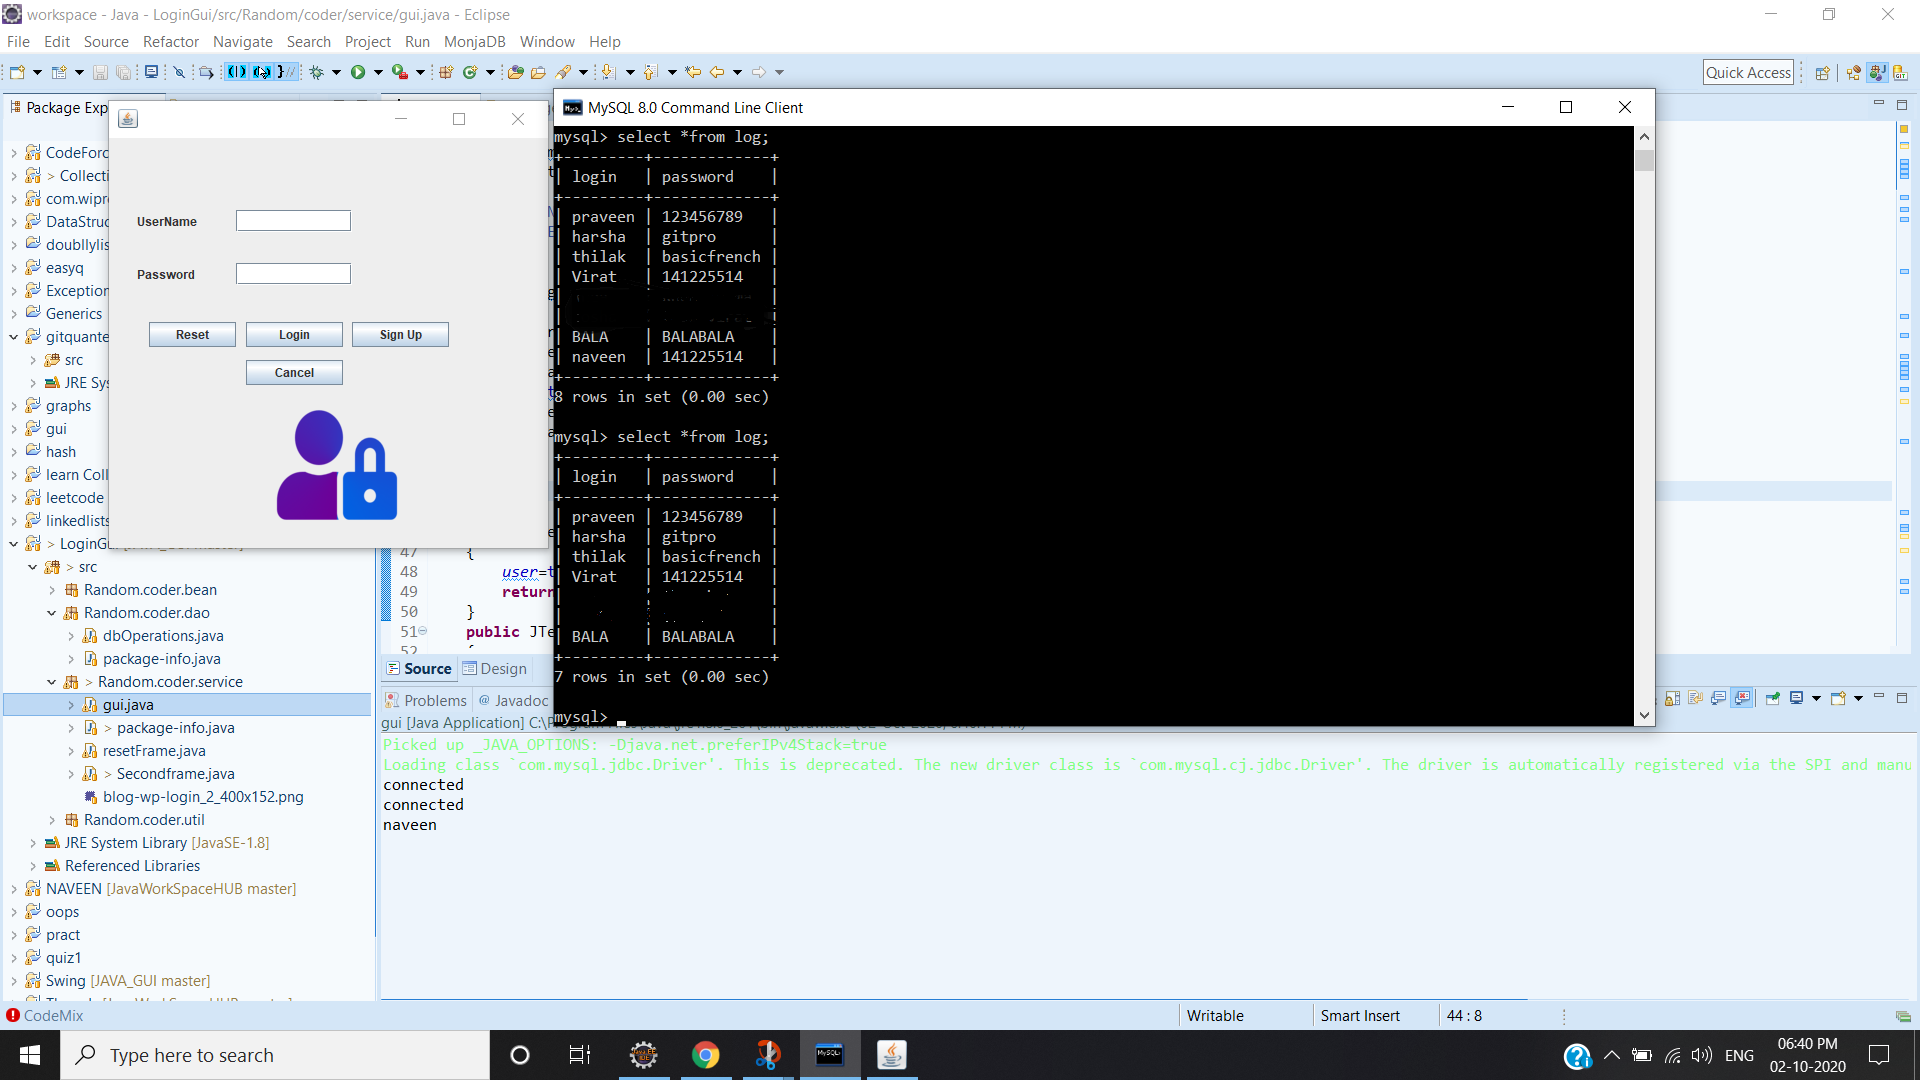 workspace - Java - LoginGui/src/Random/coder/service/gui.java - Eclipse
File Edit Source Refactor Navigate Search Project Run MonjaDB Window Help
Quick Access
Package Exp
CodeForc
> Collecti
com.wipr
DataStruc
doubllylis
easyq
Exception
Generics
gitquante
src
JRE Sys
graphs
gui
hash
learn Coll
leetcode
linkedlists
> LoginGu
> src
Random.coder.bean
Random.coder.dao
dbOperations.java
package-info.java
> Random.coder.service
gui.java
> package-info.java
resetFrame.java
> Secondframe.java
blog-wp-login_2_400x152.png
Random.coder.util
JRE System Library [JavaSE-1.8]
Referenced Libraries
NAVEEN [JavaWorkSpaceHUB master]
oops
pract
quiz1
Swing [JAVA_GUI master]
UserName
Password
Reset Login Sign Up
Cancel
MySQL 8.0 Command Line Client
mysql> select *from log;
+---------+-------------+
| login | password |
+---------+-------------+
| praveen | 123456789 |
| harsha | gitpro |
| thilak | basicfrench |
| Virat | 141225514 |
| BALA | BALABALA |
| naveen | 141225514 |
+---------+-------------+
8 rows in set (0.00 sec)
mysql> select *from log;
+---------+-------------+
| login | password |
+---------+-------------+
| praveen | 123456789 |
| harsha | gitpro |
| thilak | basicfrench |
| Virat | 141225514 |
| BALA | BALABALA |
+---------+-------------+
7 rows in set (0.00 sec)
mysql> _
47 {
48 user=t
49 return
50 }
51 public JTe
52
Source Design
Problems @ Javadoc
gui [Java Application] C:\Pr
Picked up _JAVA_OPTIONS: -Djava.net.preferIPv4Stack=true
Loading class `com.mysql.jdbc.Driver'. This is deprecated. The new driver class is `com.mysql.cj.jdbc.Driver'. The driver is automatically registered via the SPI and manu
connected
connected
naveen
CodeMix
Writable Smart Insert 44 : 8
Type here to search
ENG
06:40 PM
02-10-2020